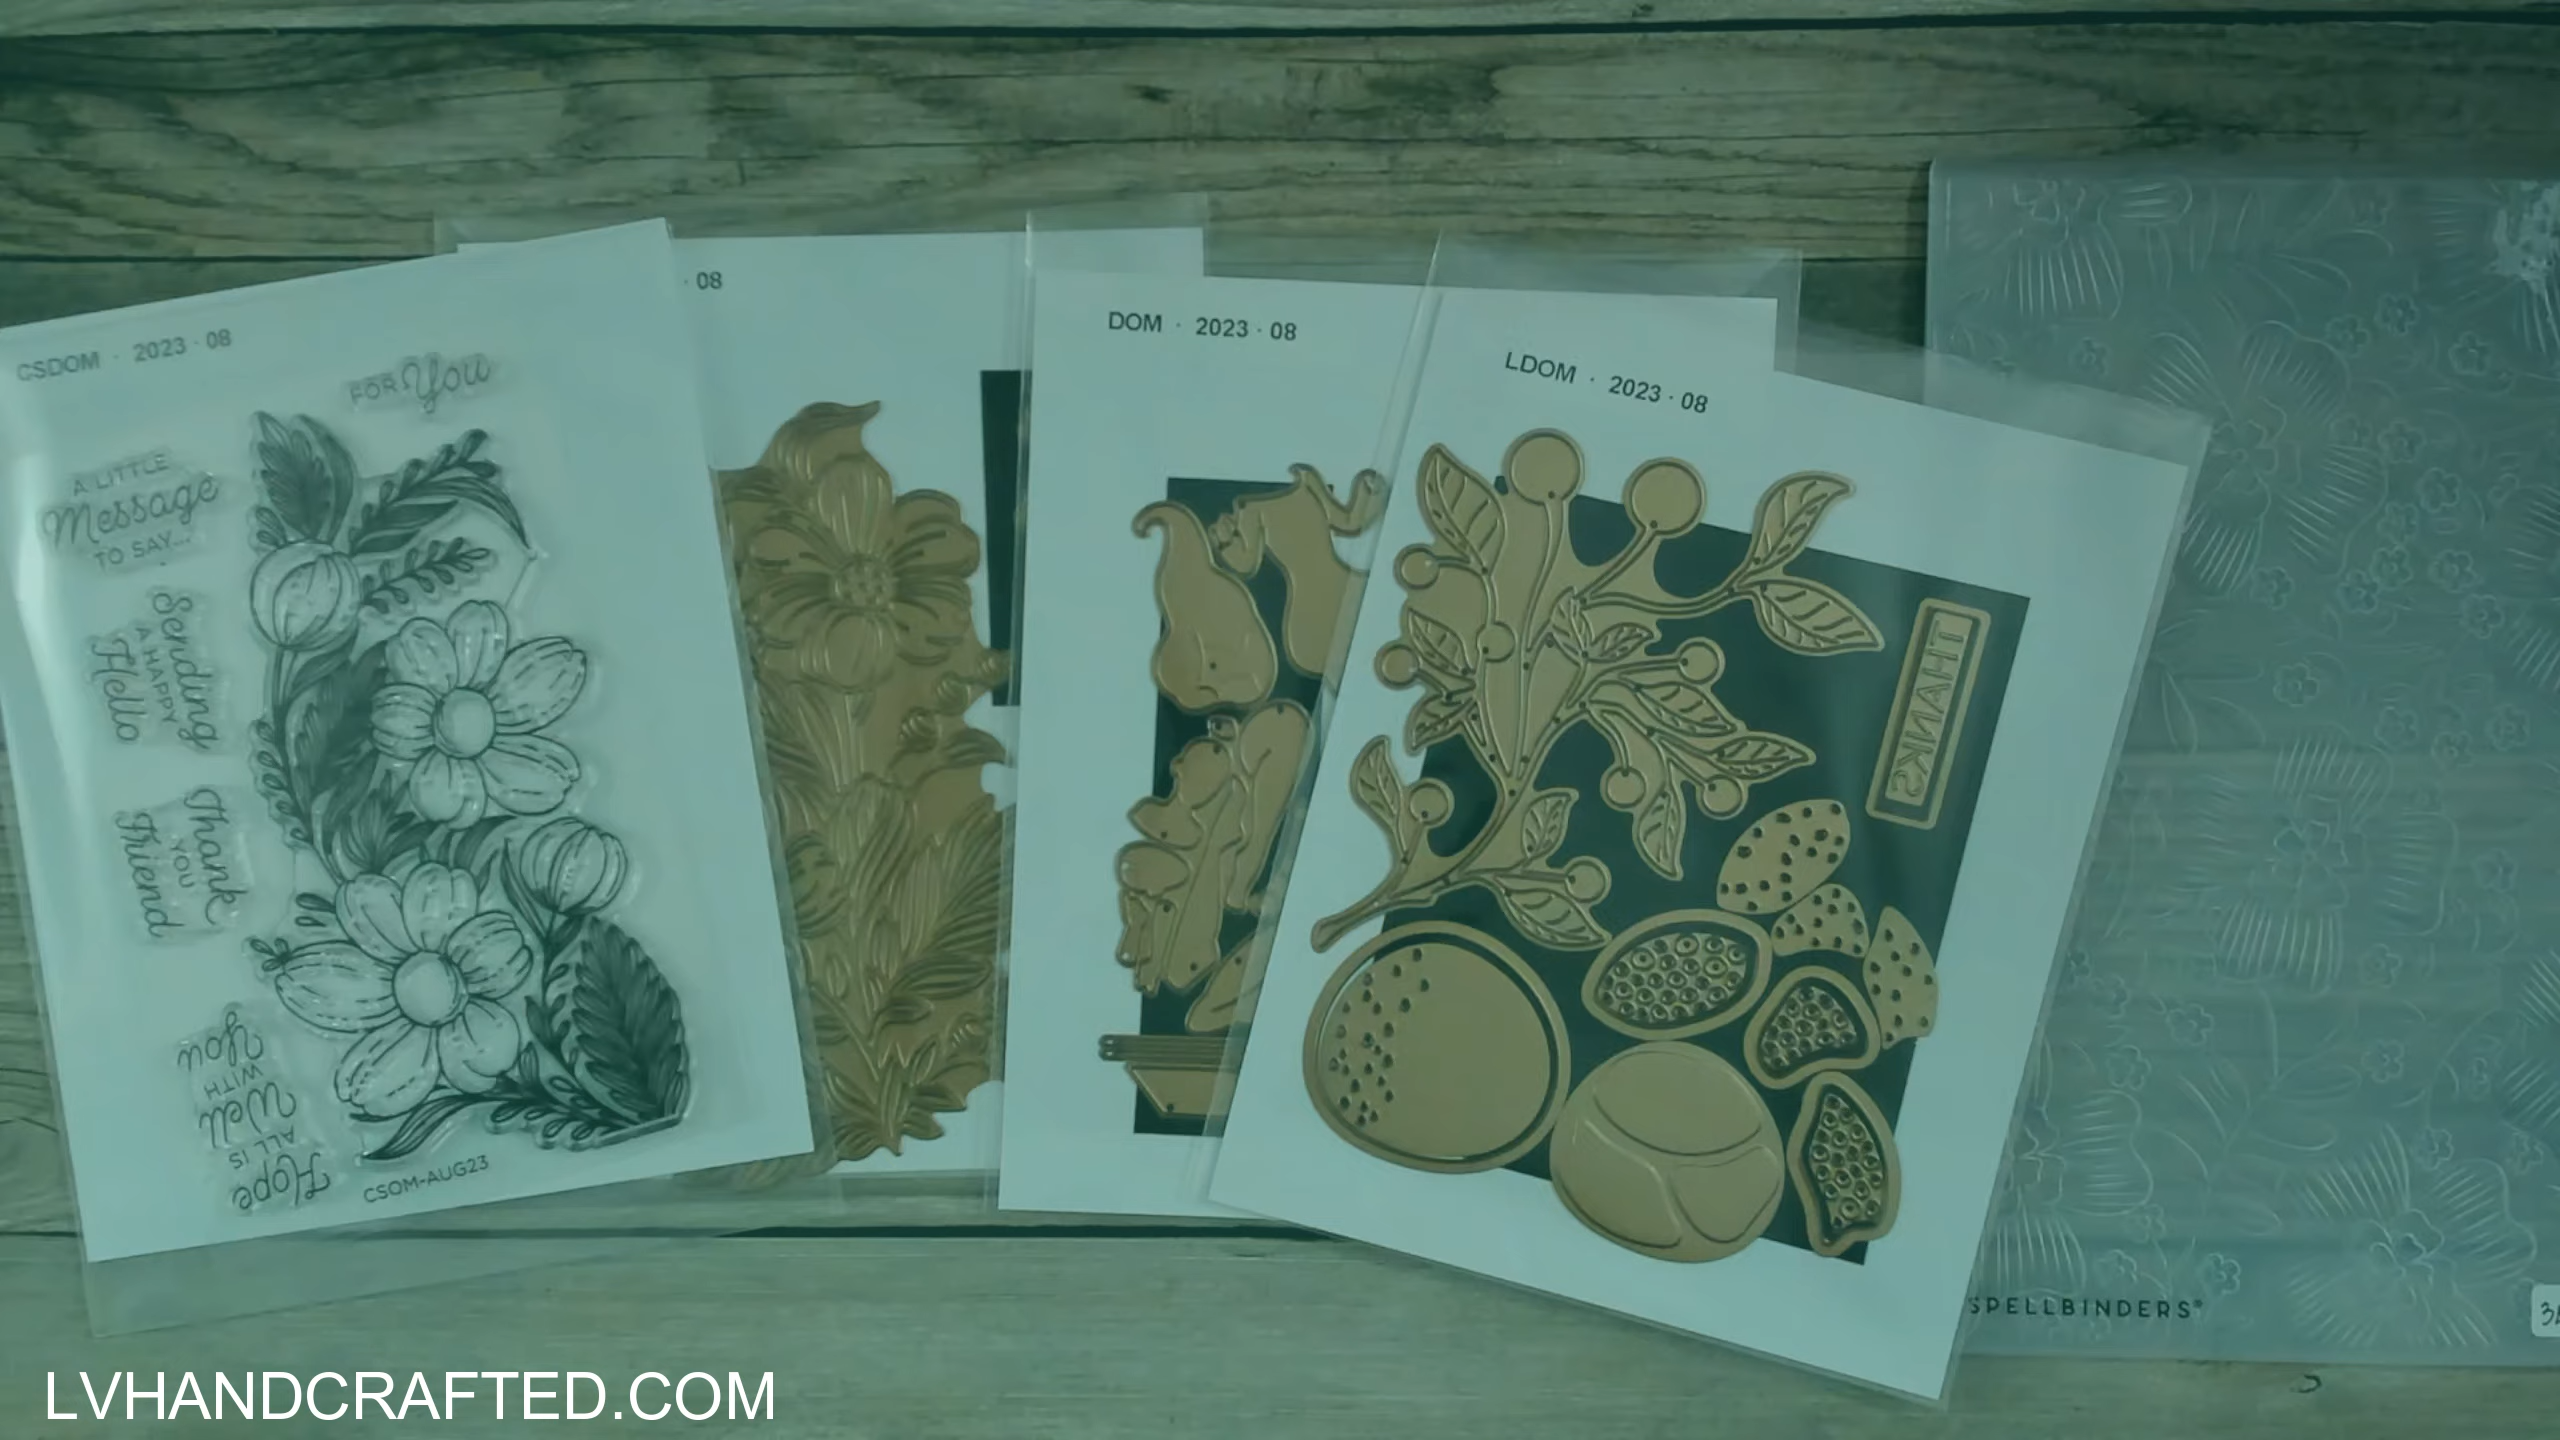 CSDOM · 2023 · 08
FOR You
A LITTLE
Message
TO SAY...
Sending
A HAPPY
Hello
Thank
YOU
Friend
Hope
ALL IS
Well
WITH
You
CSOM-AUG23
· 08
DOM · 2023 · 08
LDOM · 2023 · 08
THANKS
SPELLBINDERS®
LVHANDCRAFTED.COM